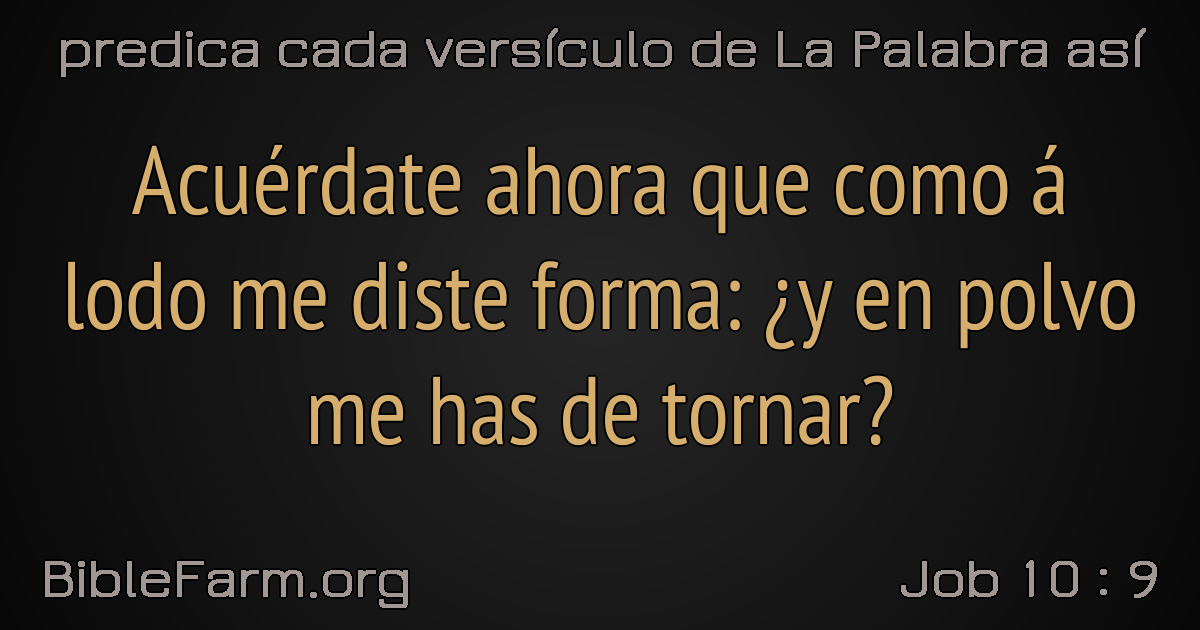 predica cada versículo de La Palabra así
Acuérdate ahora que como á
lodo me diste forma: ¿y en polvo
me has de tornar?
BibleFarm.org
Job 10 : 9